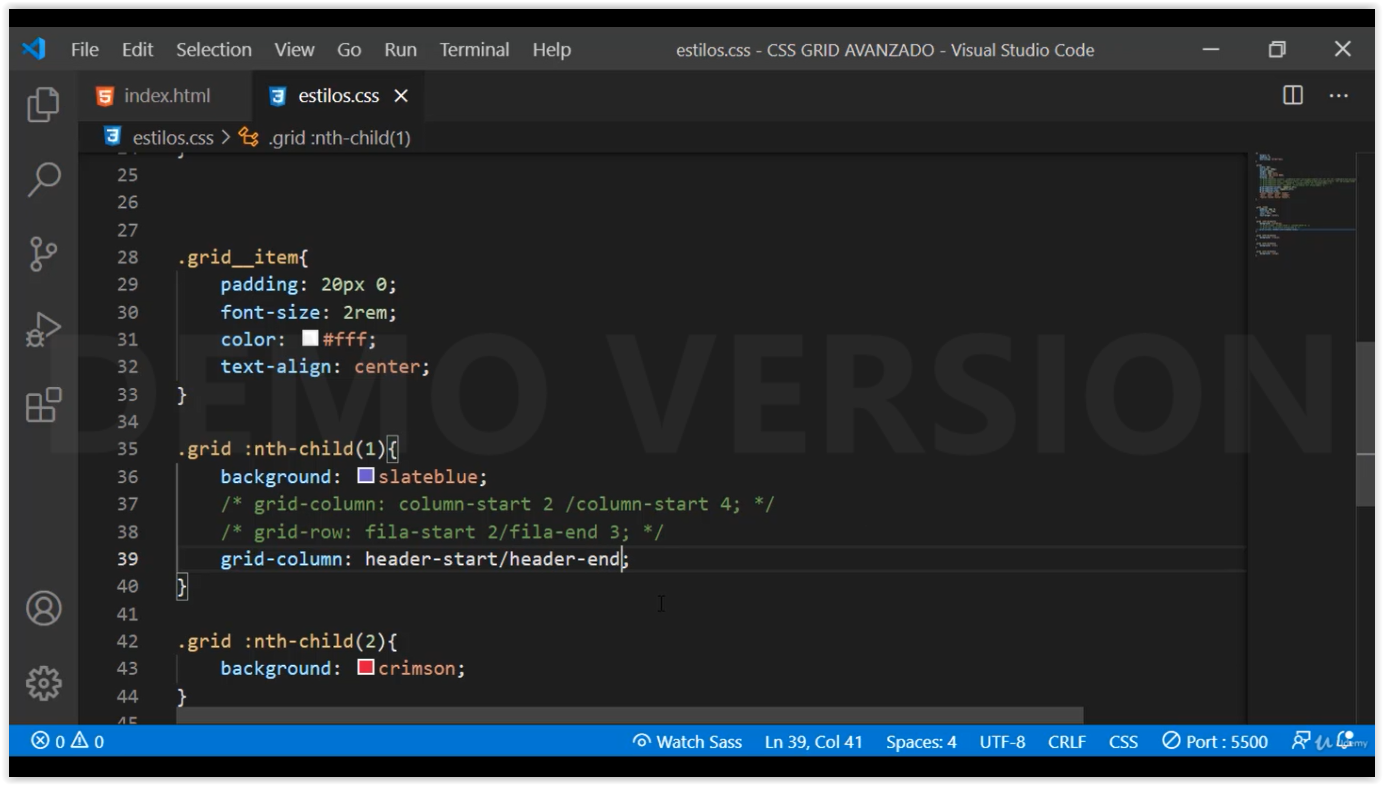 File Edit Selection View Go Run Terminal Help estilos.css - CSS GRID AVANZADO - Visual Studio Code
index.html estilos.css
estilos.css > .grid :nth-child(1)
25
26
27
28 .grid__item{
29 padding: 20px 0;
30 font-size: 2rem;
31 color: #fff;
32 text-align: center;
33 }
34
35 .grid :nth-child(1){
36 background: slateblue;
37 /* grid-column: column-start 2 /column-start 4; */
38 /* grid-row: fila-start 2/fila-end 3; */
39 grid-column: header-start/header-end;
40 }
41
42 .grid :nth-child(2){
43 background: crimson;
44 }
45
DEMO VERSION
0 0 Watch Sass Ln 39, Col 41 Spaces: 4 UTF-8 CRLF CSS Port : 5500